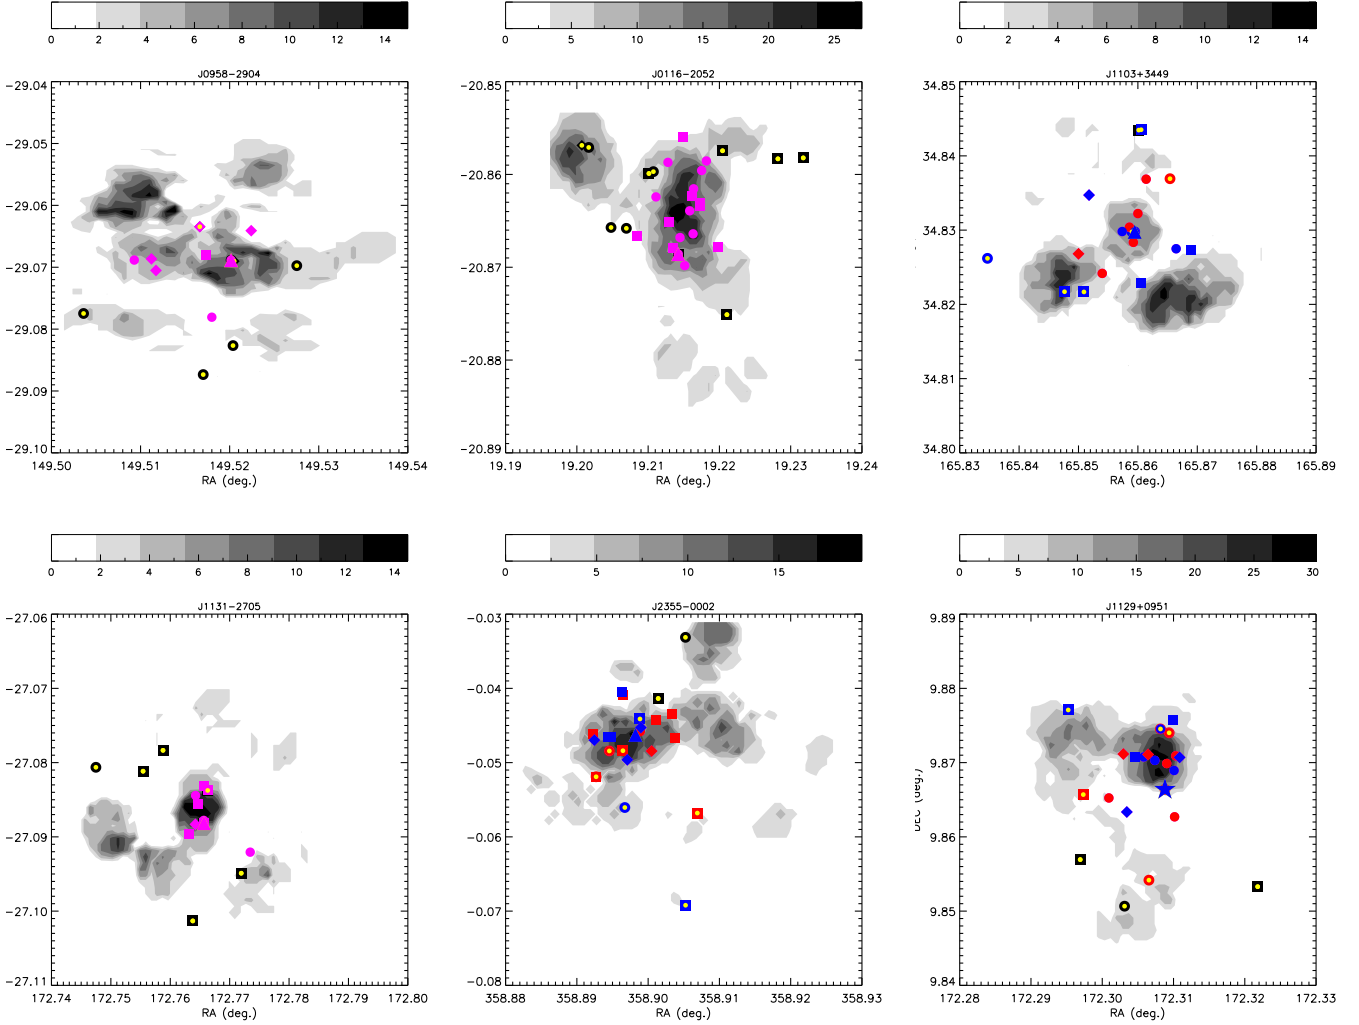 0 2 4 6 8 10 12 14
0 5 10 15 20 25
0 2 4 6 8 10 12 14
J0958-2904
J0116-2052
J1103+3449
-29.04
-29.05
-29.06
-29.07
-29.08
-29.09
-29.10
149.50 149.51 149.52 149.53 149.54
RA (deg.)
-20.85
-20.86
-20.87
-20.88
-20.89
19.19 19.20 19.21 19.22 19.23 19.24
RA (deg.)
34.85
34.84
34.83
34.82
34.81
34.80
165.83 165.84 165.85 165.86 165.87 165.88 165.89
RA (deg.)
0 2 4 6 8 10 12 14
0 5 10 15
0 5 10 15 20 25 30
J1131-2705
J2355-0002
J1129+0951
-27.06
-27.07
-27.08
-27.09
-27.10
-27.11
172.74 172.75 172.76 172.77 172.78 172.79 172.80
RA (deg.)
-0.03
-0.04
-0.05
-0.06
-0.07
-0.08
358.88 358.89 358.90 358.91 358.92 358.93
RA (deg.)
DEC (deg.)
9.89
9.88
9.87
9.86
9.85
9.84
172.28 172.29 172.30 172.31 172.32 172.33
RA (deg.)